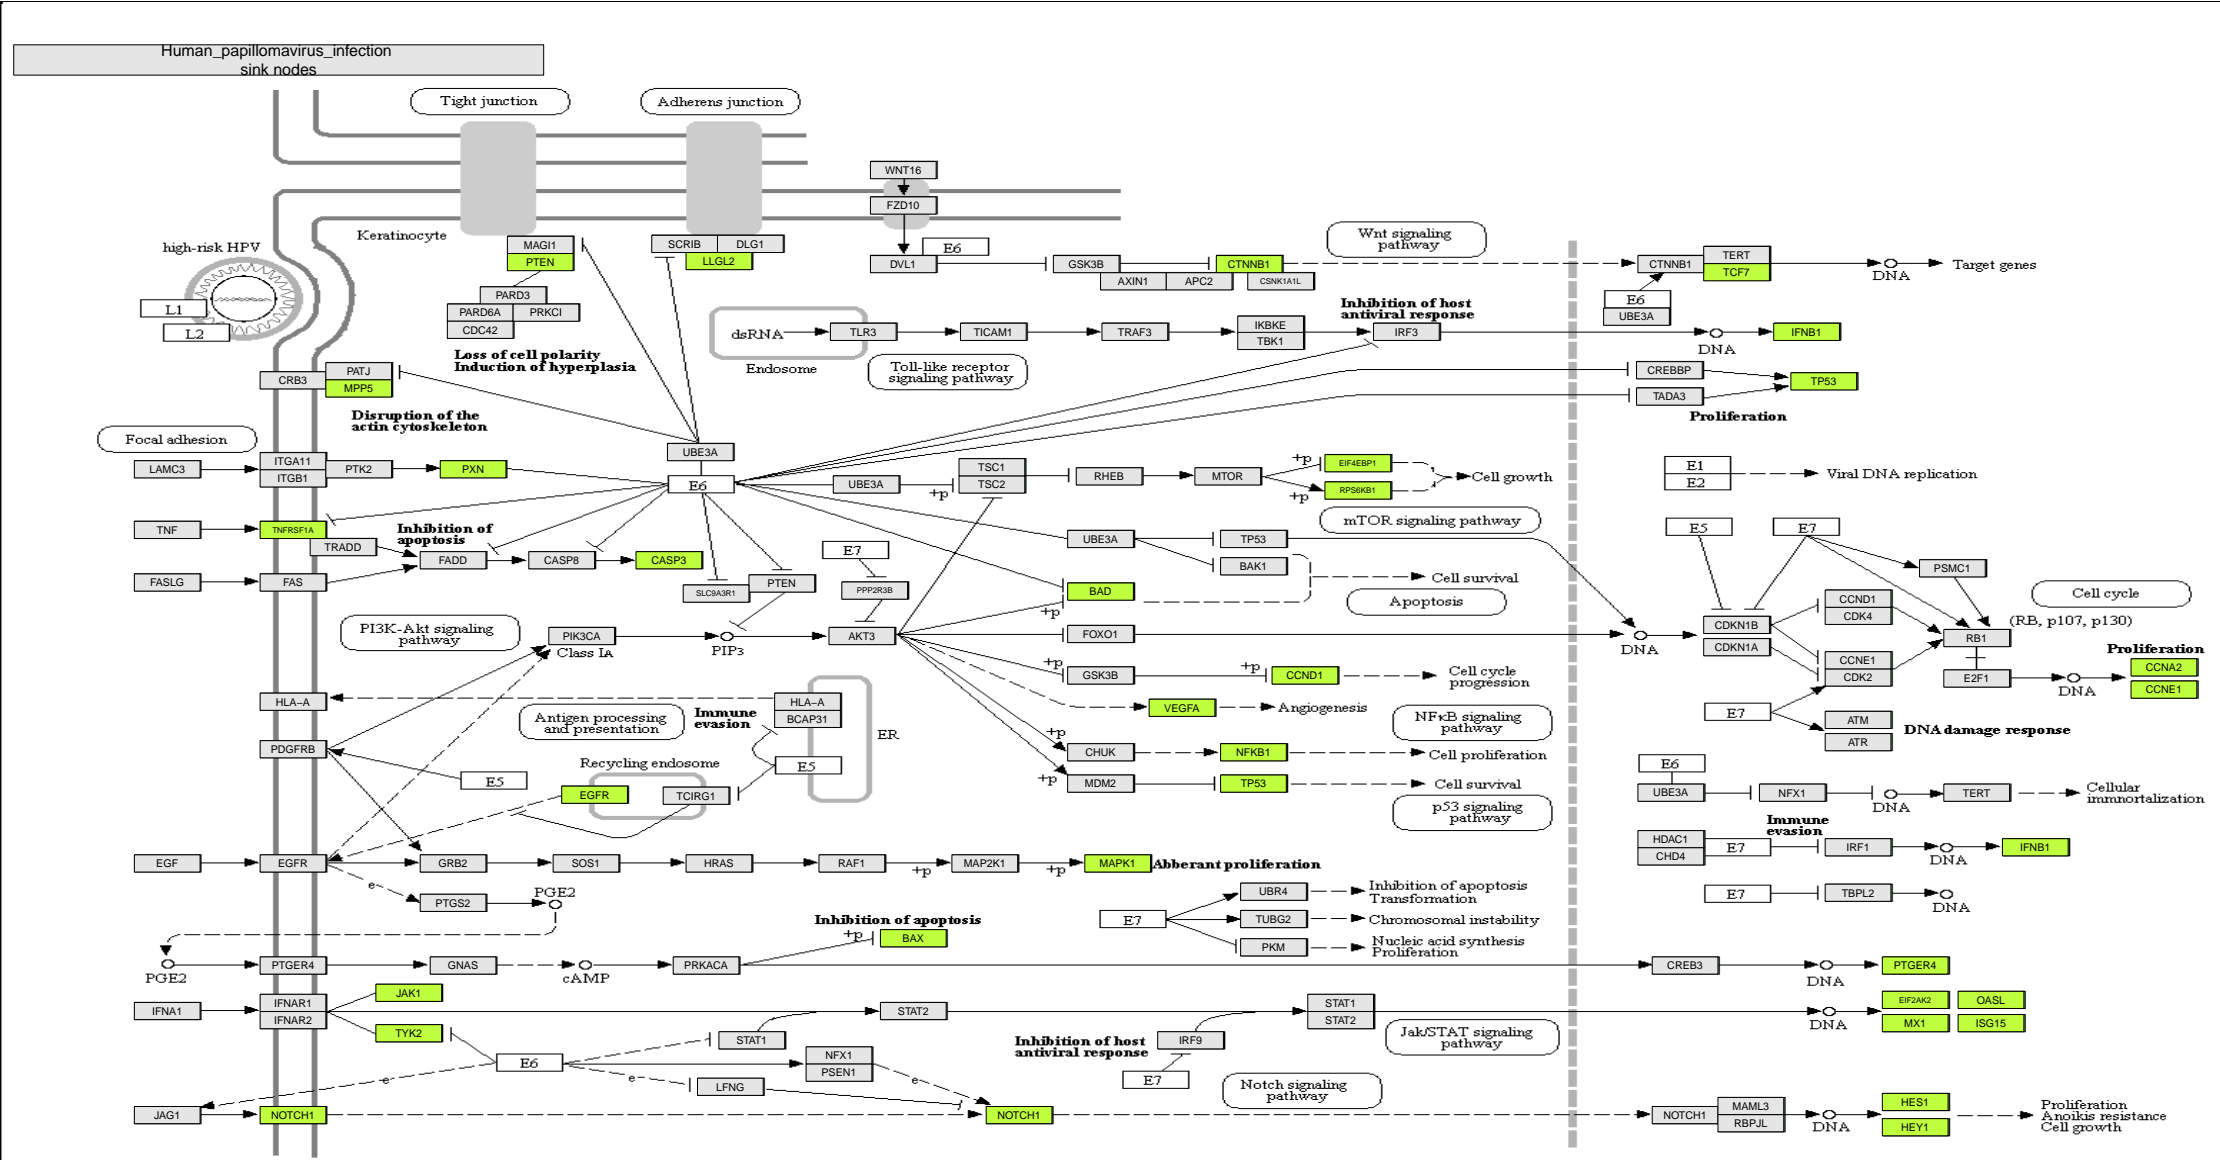 Human_papillomavirus_infection
sink nodes
Tight junction
Adherens junction
WNT16
FZD10
Keratinocyte
high-risk HPV
L1
L2
MAGI1
PTEN
SCRIB
DLG1
LLGL2
PARD3
PARD6A
PRKCI
CDC42
E6
DVL1
GSK3B
CTNNB1
AXIN1
APC2
CSNK1A1L
Wnt signaling
pathway
CTNNB1
TERT
TCF7
E6
UBE3A
DNA
Target genes
Loss of cell polarity
Induction of hyperplasia
dsRNA
TLR3
TICAM1
TRAF3
IKBKE
TBK1
Inhibition of host
antiviral response
IRF3
DNA
IFNB1
Endosome
Toll-like receptor
signaling pathway
CRB3
PATJ
MPP5
CREBBP
TADA3
TP53
Proliferation
Disruption of the
actin cytoskeleton
Focal adhesion
LAMC3
ITGA11
ITGB1
PTK2
PXN
UBE3A
E6
UBE3A
+p
TSC1
TSC2
RHEB
MTOR
+p
+p
EIF4EBP1
RPS6KB1
Cell growth
mTOR signaling pathway
E1
E2
Viral DNA replication
TNF
TNFRSF1A
TRADD
Inhibition of
apoptosis
FADD
CASP8
CASP3
FASLG
FAS
SLC9A3R1
PTEN
E7
PPP2R3B
UBE3A
TP53
BAK1
BAD
+p
Cell survival
Apoptosis
E5
E7
PSMC1
CDKN1B
CDKN1A
CCND1
CDK4
CCNE1
CDK2
RB1
E2F1
Cell cycle
(RB, p107, p130)
Proliferation
CCNA2
CCNE1
DNA
PI3K-Akt signaling
pathway
PIK3CA
Class IA
PIP3
AKT3
FOXO1
DNA
+p
GSK3B
+p
CCND1
Cell cycle
progression
VEGFA
Angiogenesis
HLA-A
HLA-A
BCAP31
Immune
evasion
Antigen processing
and presentation
ER
E5
NFκB signaling
pathway
+p
CHUK
NFKB1
Cell proliferation
+p
MDM2
TP53
Cell survival
p53 signaling
pathway
E7
ATM
ATR
DNA damage response
PDGFRB
E5
Recycling endosome
EGFR
TCIRG1
E6
UBE3A
NFX1
DNA
TERT
Cellular
immnortalization
EGF
EGFR
GRB2
SOS1
HRAS
RAF1
+p
MAP2K1
+p
MAPK1
Abberant proliferation
HDAC1
CHD4
E7
Immune
evasion
IRF1
DNA
IFNB1
e
PTGS2
PGE2
E7
UBR4
TUBG2
PKM
Inhibition of apoptosis
Transformation
Chromosomal instability
Nucleic acid synthesis
Proliferation
E7
TBPL2
DNA
Inhibition of apoptosis
+p
BAX
PGE2
PTGER4
GNAS
cAMP
PRKACA
CREB3
DNA
PTGER4
IFNA1
IFNAR1
IFNAR2
JAK1
TYK2
STAT2
STAT1
STAT1
STAT2
IRF9
E7
Inhibition of host
antiviral response
Jak/STAT signaling
pathway
DNA
EIF2AK2
OASL
MX1
ISG15
E6
NFX1
PSEN1
e
e
e
LFNG
Notch signaling
pathway
JAG1
NOTCH1
NOTCH1
NOTCH1
MAML3
RBPJL
DNA
HES1
HEY1
Proliferation
Anoikis resistance
Cell growth